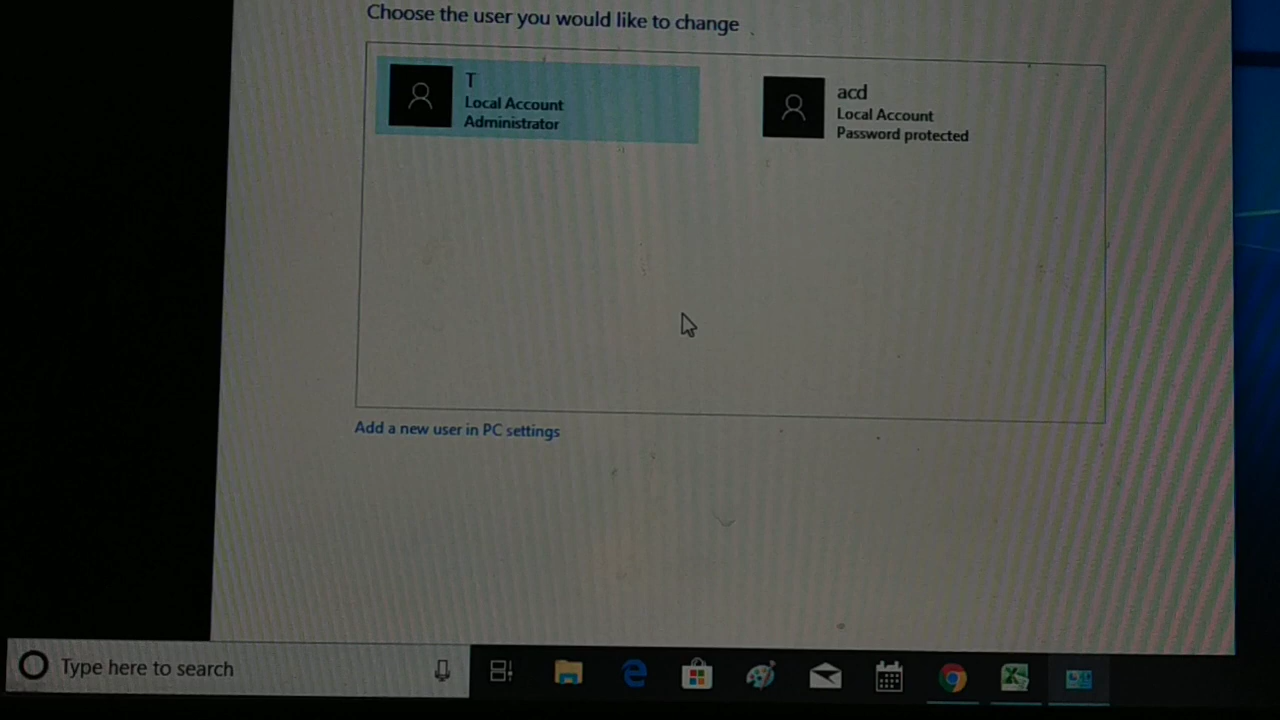 Choose the user you would like to change
T
Local Account
Administrator
acd
Local Account
Password protected
Add a new user in PC settings
Type here to search